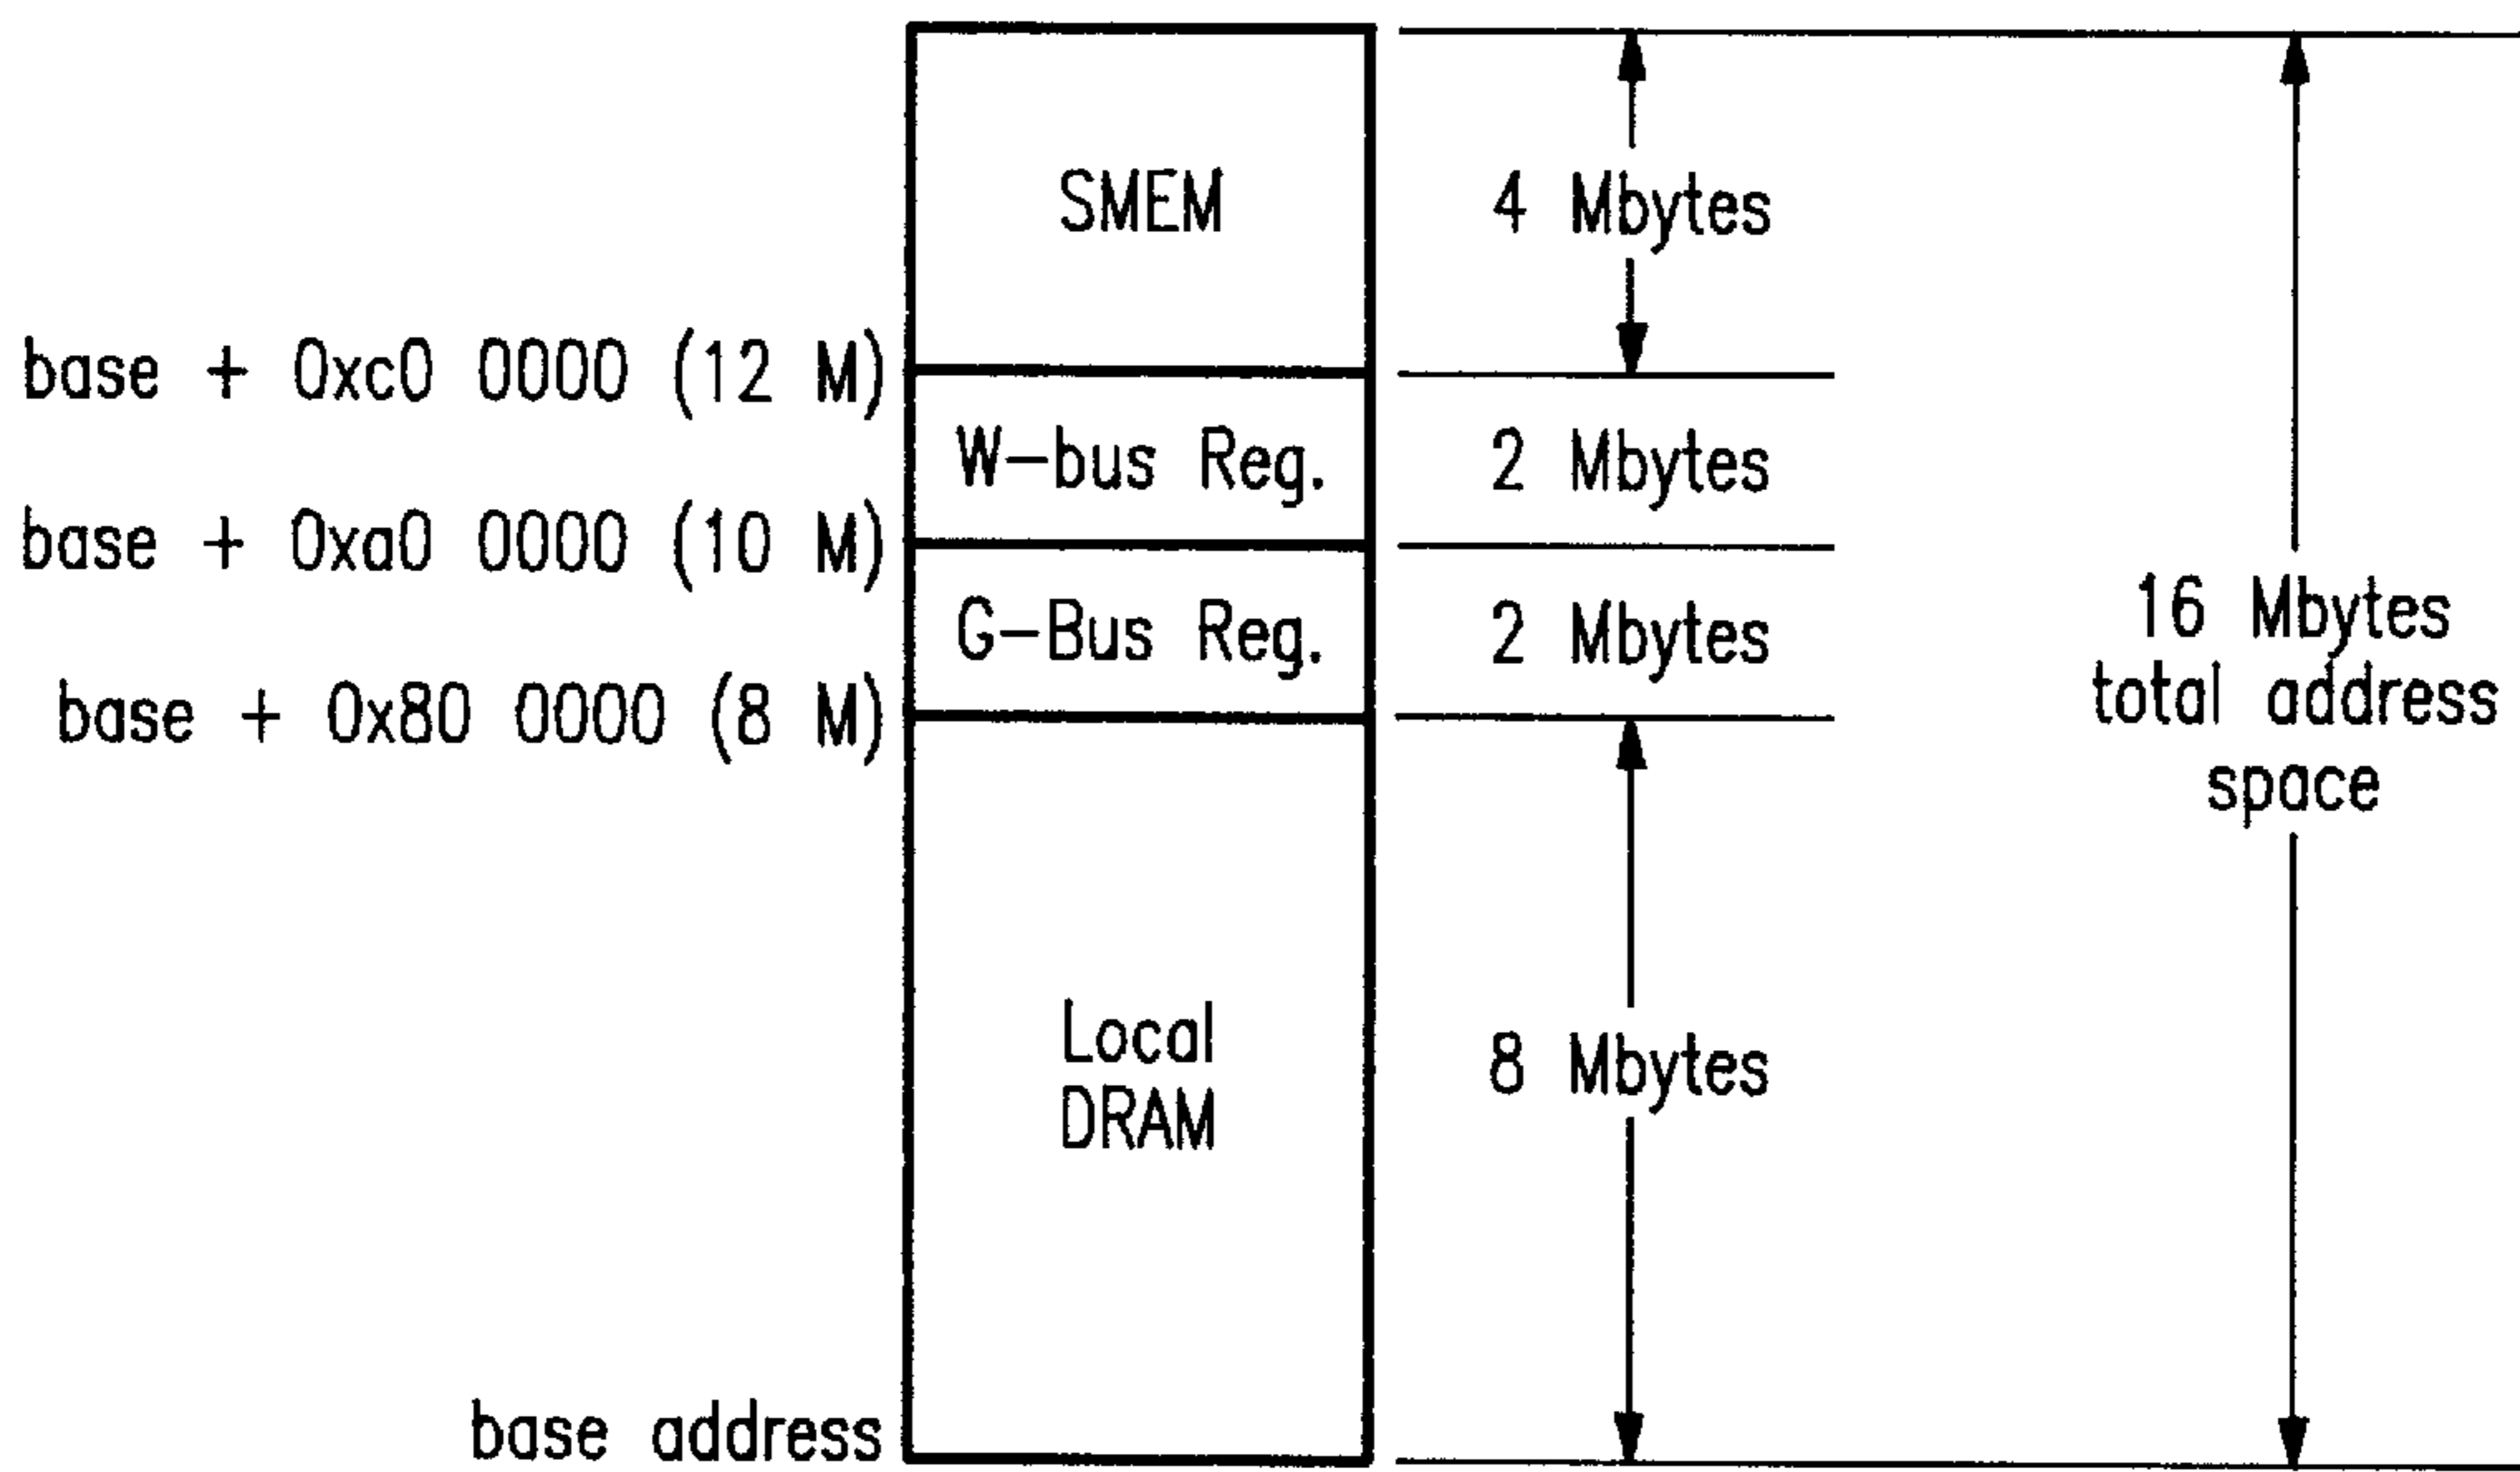 SMEM
4 Mbytes
base + 0xc0 0000 (12 M)
W-bus Reg.
2 Mbytes
base + 0xa0 0000 (10 M)
G-Bus Reg.
2 Mbytes
base + 0x80 0000 (8 M)
16 Mbytes
total address
space
Local
DRAM
8 Mbytes
base address